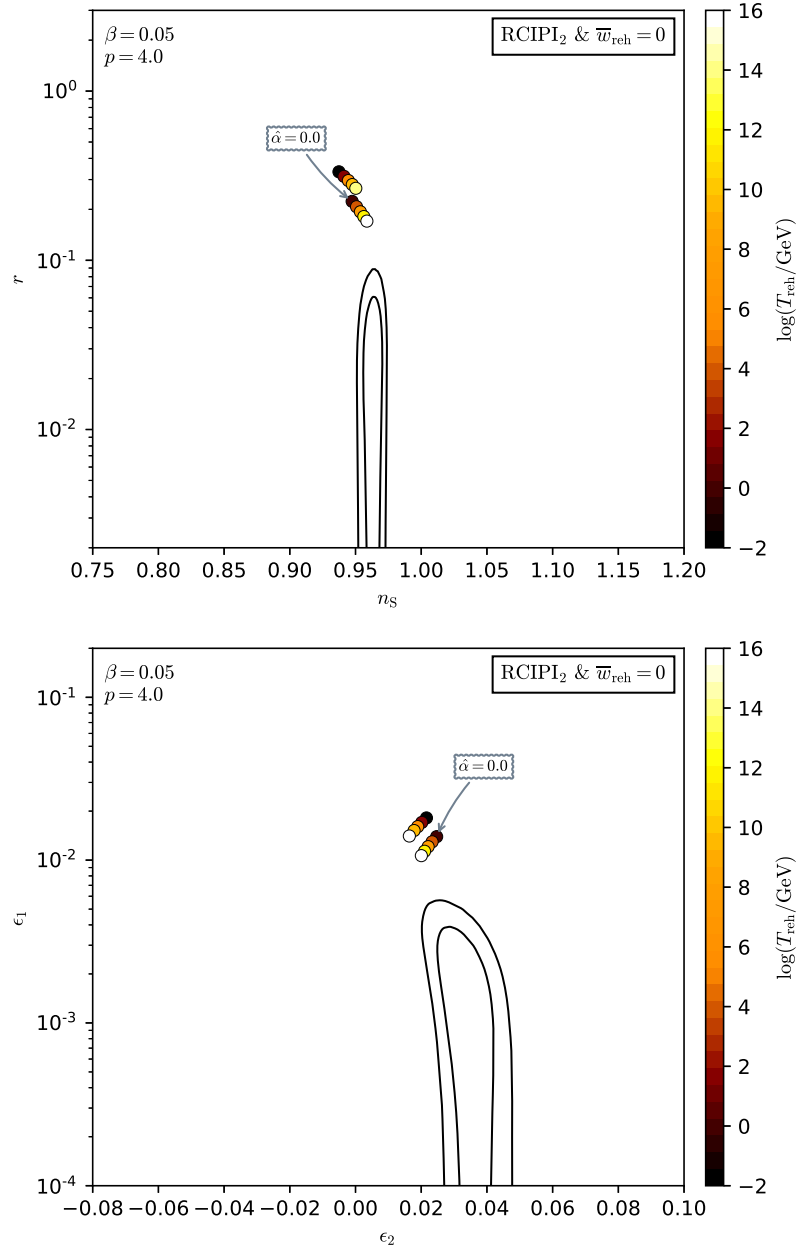 β = 0.05
p = 4.0
RCIPI₂ & w̅_reh = 0
α̂ = 0.0
r
10⁰
10⁻¹
10⁻²
0.75 0.80 0.85 0.90 0.95 1.00 1.05 1.10 1.15 1.20
n_S
16
14
12
10
8
6
4
2
0
−2
log(T_reh/GeV)
β = 0.05
p = 4.0
RCIPI₂ & w̅_reh = 0
α̂ = 0.0
ϵ₁
10⁻¹
10⁻²
10⁻³
10⁻⁴
−0.08 −0.06 −0.04 −0.02 0.00 0.02 0.04 0.06 0.08 0.10
ϵ₂
16
14
12
10
8
6
4
2
0
−2
log(T_reh/GeV)